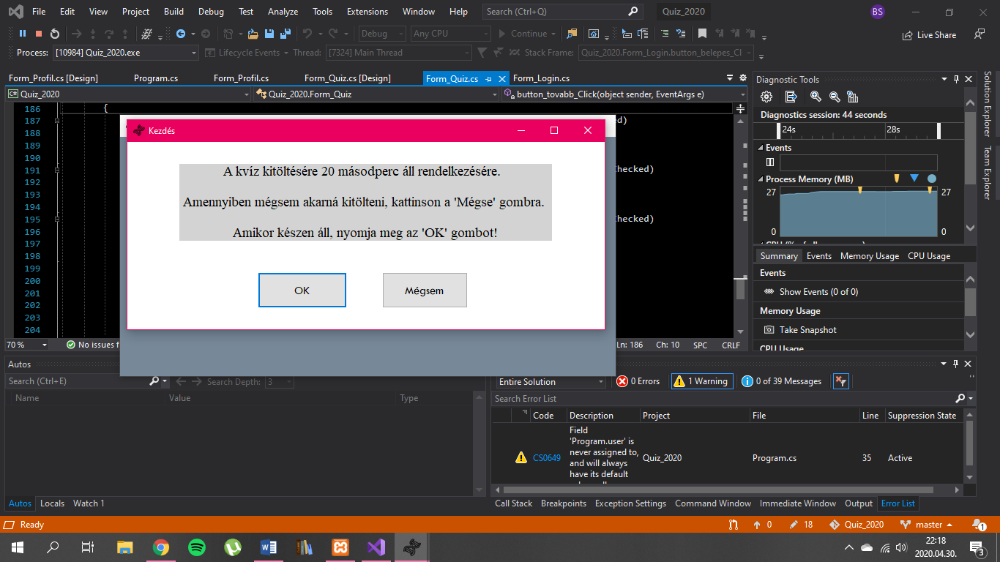 File Edit View Project Build Debug Test Analyze Tools Extensions Window Help Search (Ctrl+Q) Quiz_2020 BS
Debug Any CPU Continue Live Share
Process: [10984] Quiz_2020.exe Lifecycle Events Thread: [7324] Main Thread Stack Frame: Quiz_2020.Form_Login.button_belepes_Cl
Form_Profil.cs [Design] Program.cs Form_Profil.cs Form_Quiz.cs [Design] Form_Quiz.cs Form_Login.cs
C# Quiz_2020 Quiz_2020.Form_Quiz button_tovabb_Click(object sender, EventArgs e)
186 {
187
188
189
190
191 hecked)
192
193
194
195 hecked)
196
197
198
199
200
201
202
203
204
Kezdés
A kvíz kitöltésére 20 másodperc áll rendelkezésére.
Amennyiben mégsem akarná kitölteni, kattinson a 'Mégse' gombra.
Amikor készen áll, nyomja meg az 'OK' gombot!
OK Mégsem
70 % No issues f Ln: 186 Ch: 10 SPC CRLF
Diagnostic Tools
Diagnostics session: 44 seconds
24s 28s
Events
Process Memory (MB)
27 27
0 0
Summary Events Memory Usage CPU Usage
Events
Show Events (0 of 0)
Memory Usage
Take Snapshot
CPU Usage
Solution Explorer
Team Explorer
Autos
Search (Ctrl+E) Search Depth: 3
Name Value Type
Autos Locals Watch 1
Entire Solution 0 Errors 1 Warning 0 of 39 Messages
Search Error List
Code Description Project File Line Suppression State
CS0649 Field
'Program.user' is
never assigned to,
and will always
have its default
Quiz_2020 Program.cs 35 Active
Call Stack Breakpoints Exception Settings Command Window Immediate Window Output Error List
Ready 0 18 Quiz_2020 master 1
22:18
2020.04.30.
3